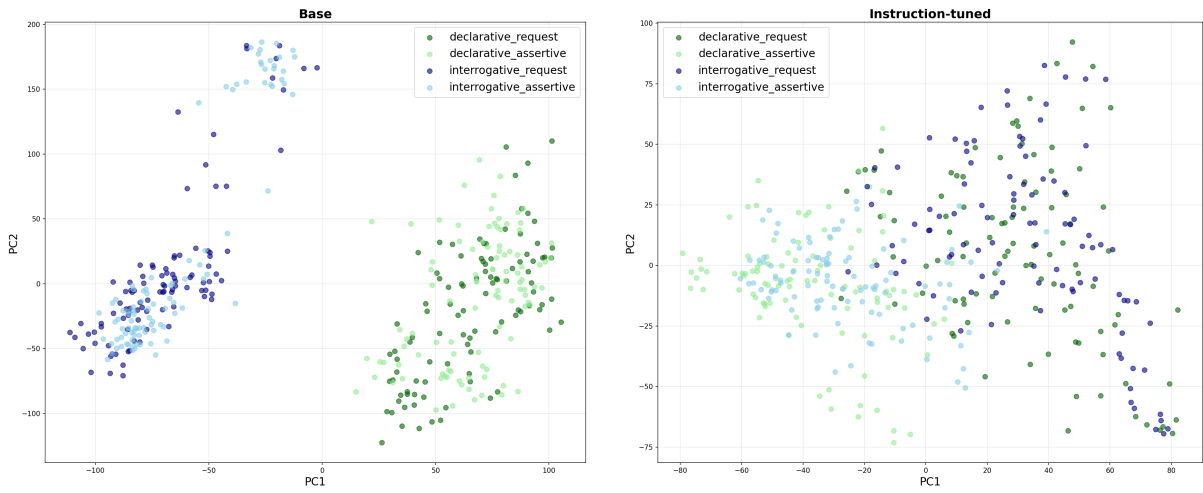 Base
declarative_request
declarative_assertive
interrogative_request
interrogative_assertive
200
150
100
50
0
−50
−100
PC2
−100
−50
0
50
100
PC1
Instruction-tuned
declarative_request
declarative_assertive
interrogative_request
interrogative_assertive
100
75
50
25
0
−25
−50
−75
PC2
−80
−60
−40
−20
0
20
40
60
80
PC1